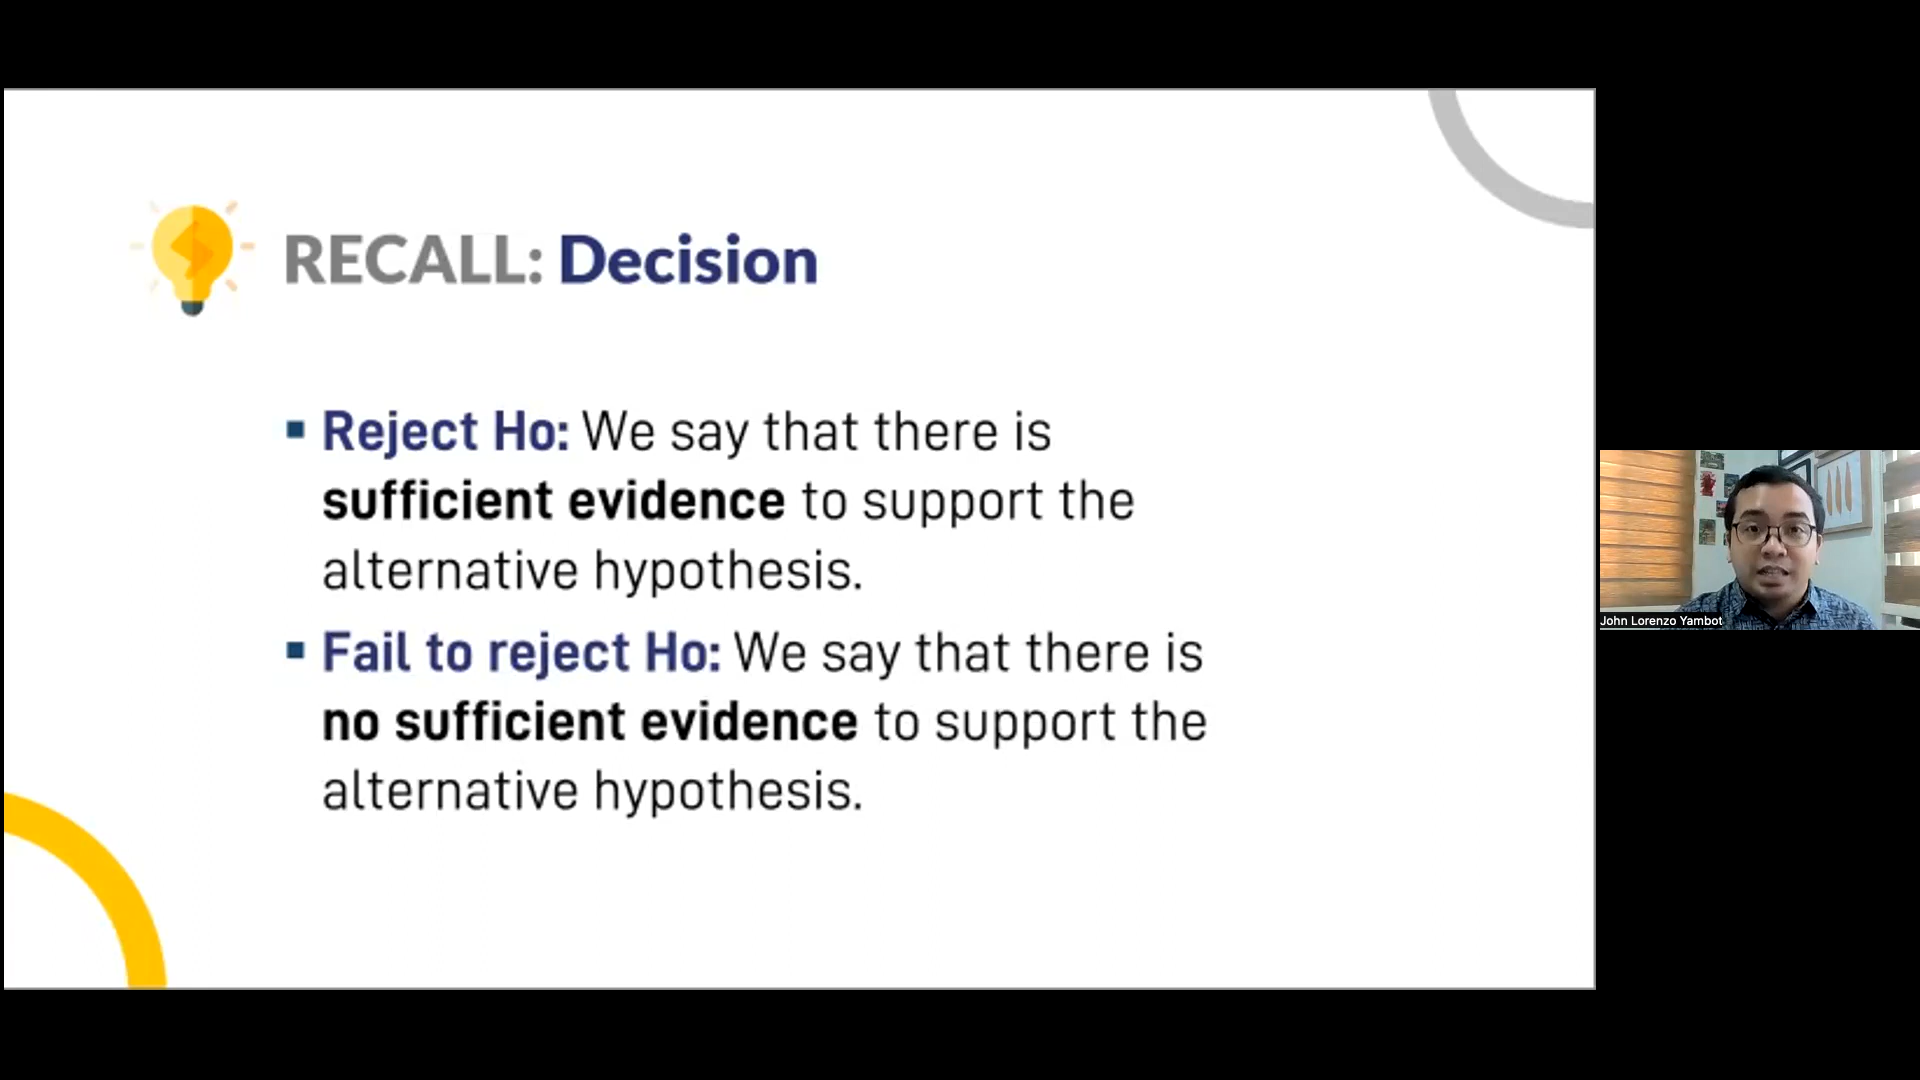 RECALL: Decision
▪ Reject Ho: We say that there is
sufficient evidence to support the
alternative hypothesis.
▪ Fail to reject Ho: We say that there is
no sufficient evidence to support the
alternative hypothesis.
John Lorenzo Yambot